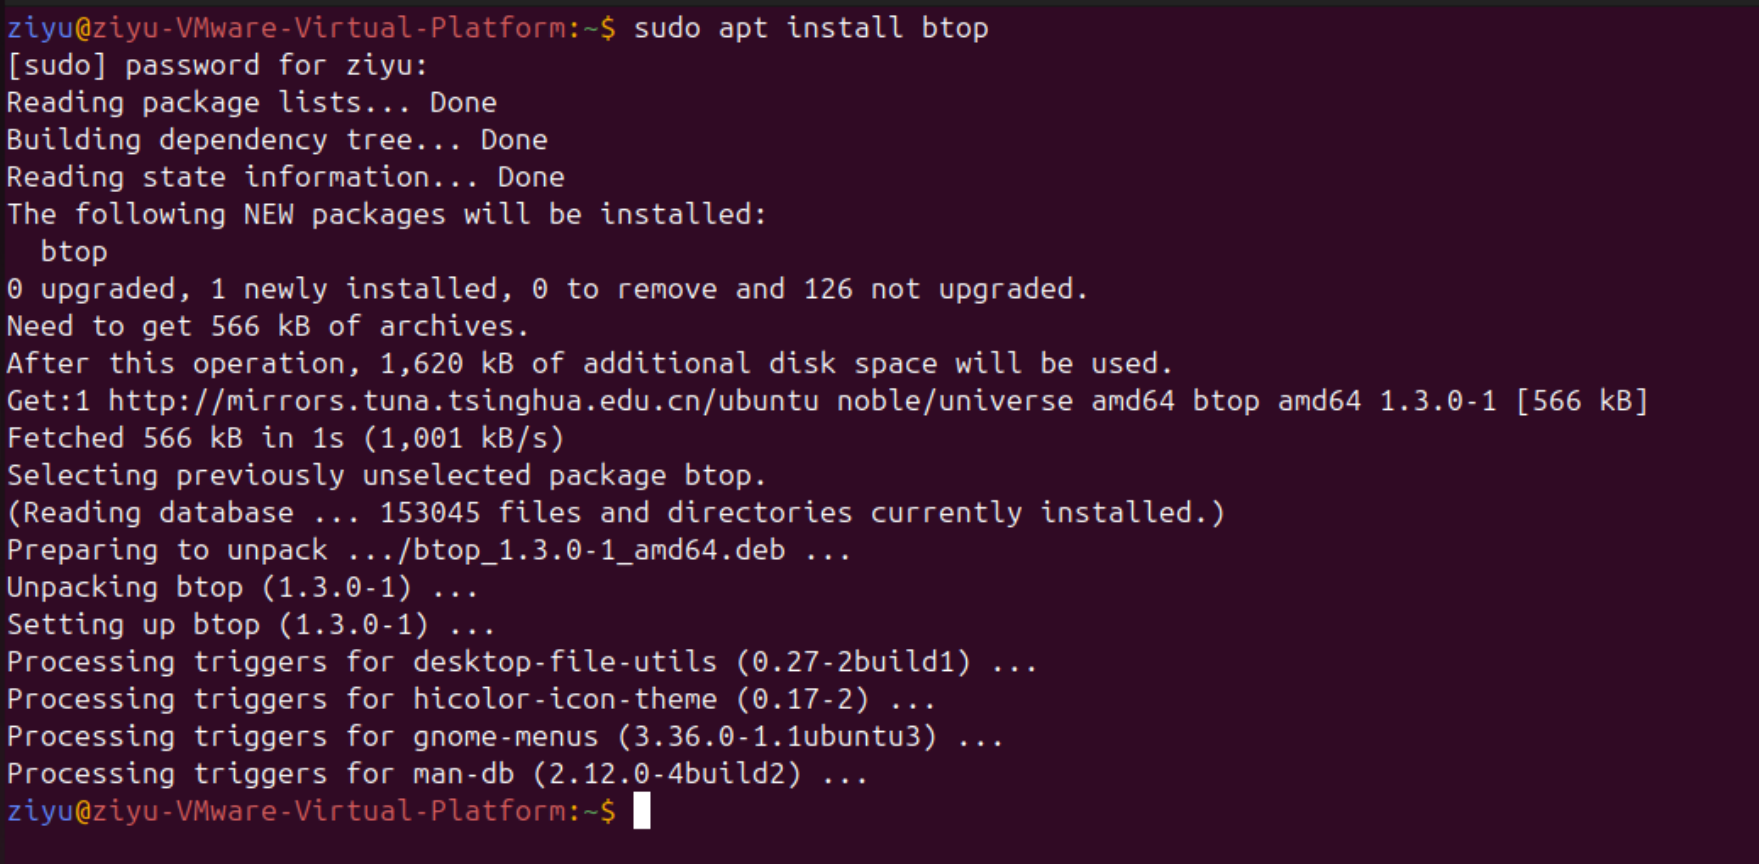 ziyu@ziyu-VMware-Virtual-Platform:~$ sudo apt install btop
[sudo] password for ziyu:
Reading package lists... Done
Building dependency tree... Done
Reading state information... Done
The following NEW packages will be installed:
  btop
0 upgraded, 1 newly installed, 0 to remove and 126 not upgraded.
Need to get 566 kB of archives.
After this operation, 1,620 kB of additional disk space will be used.
Get:1 http://mirrors.tuna.tsinghua.edu.cn/ubuntu noble/universe amd64 btop amd64 1.3.0-1 [566 kB]
Fetched 566 kB in 1s (1,001 kB/s)
Selecting previously unselected package btop.
(Reading database ... 153045 files and directories currently installed.)
Preparing to unpack .../btop_1.3.0-1_amd64.deb ...
Unpacking btop (1.3.0-1) ...
Setting up btop (1.3.0-1) ...
Processing triggers for desktop-file-utils (0.27-2build1) ...
Processing triggers for hicolor-icon-theme (0.17-2) ...
Processing triggers for gnome-menus (3.36.0-1.1ubuntu3) ...
Processing triggers for man-db (2.12.0-4build2) ...
ziyu@ziyu-VMware-Virtual-Platform:~$